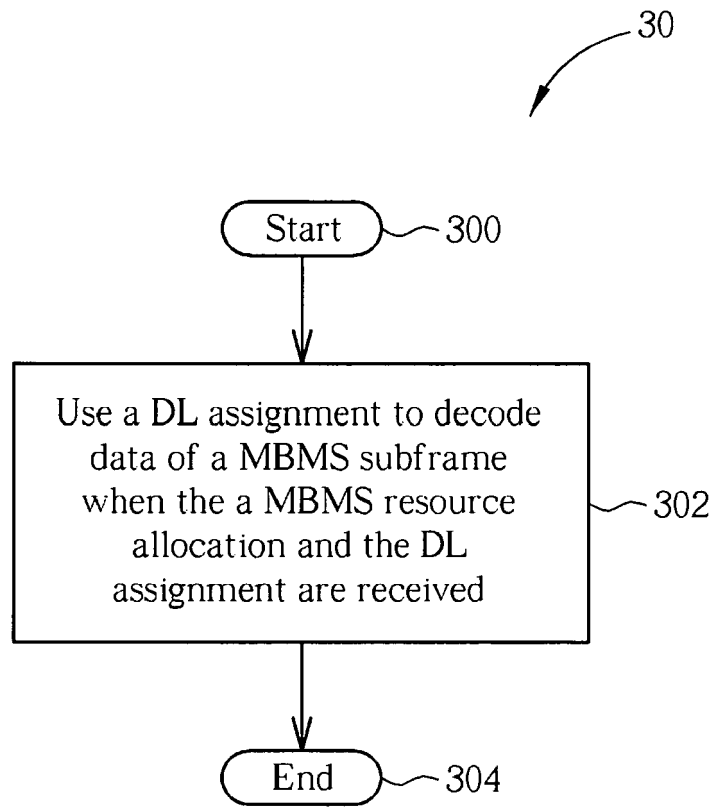 30
Start
300
Use a DL assignment to decode
data of a MBMS subframe
when the a MBMS resource
allocation and the DL
assignment are received
302
End
304